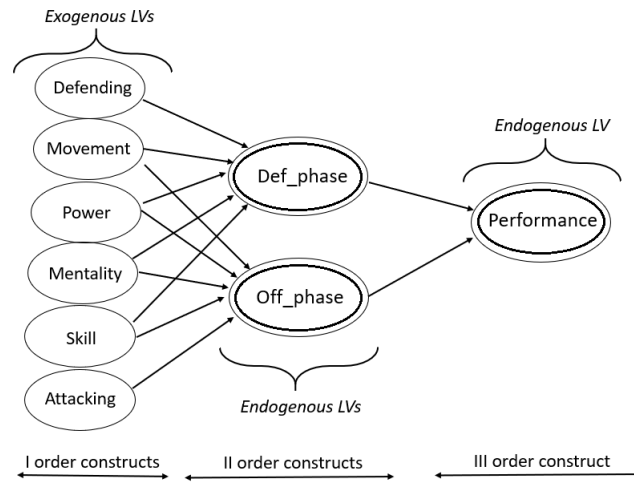 Exogenous LVs
Defending
Movement
Power
Mentality
Skill
Attacking
Def_phase
Off_phase
Endogenous LVs
Endogenous LV
Performance
I order constructs
II order constructs
III order construct